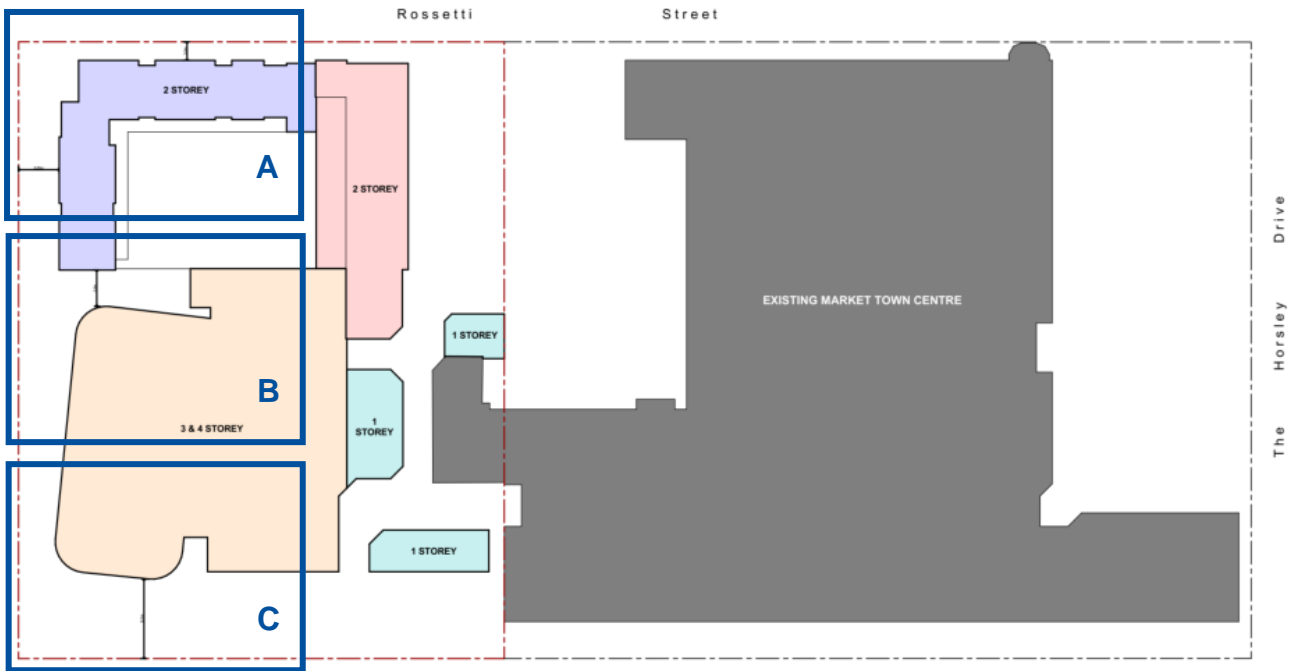 Rossetti Street
2 STOREY
A
2 STOREY
The Horsley Drive
EXISTING MARKET TOWN CENTRE
1 STOREY
B
3 & 4 STOREY
1
STOREY
1 STOREY
C